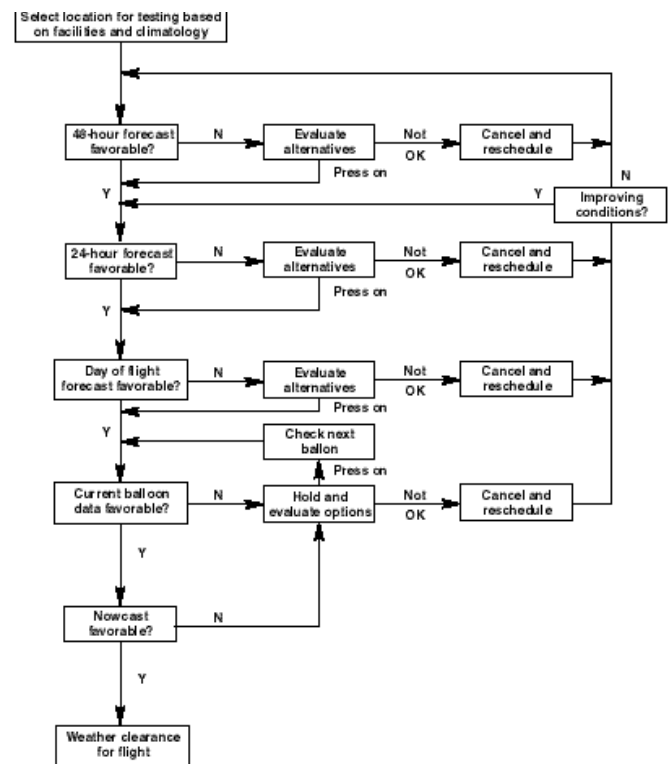 Select location for testing based
on facilities and climatology
48-hour forecast
favorable?
N
Evaluate
alternatives
Not
OK
Cancel and
reschedule
Press on
N
Y
Y
Improving
conditions?
24-hour forecast
favorable?
N
Evaluate
alternatives
Not
OK
Cancel and
reschedule
Press on
Y
Day of flight
forecast favorable?
N
Evaluate
alternatives
Not
OK
Cancel and
reschedule
Press on
Y
Check next
ballon
Press on
Current balloon
data favorable?
N
Hold and
evaluate options
Not
OK
Cancel and
reschedule
Y
Nowcast
favorable?
N
Y
Weather clearance
for flight